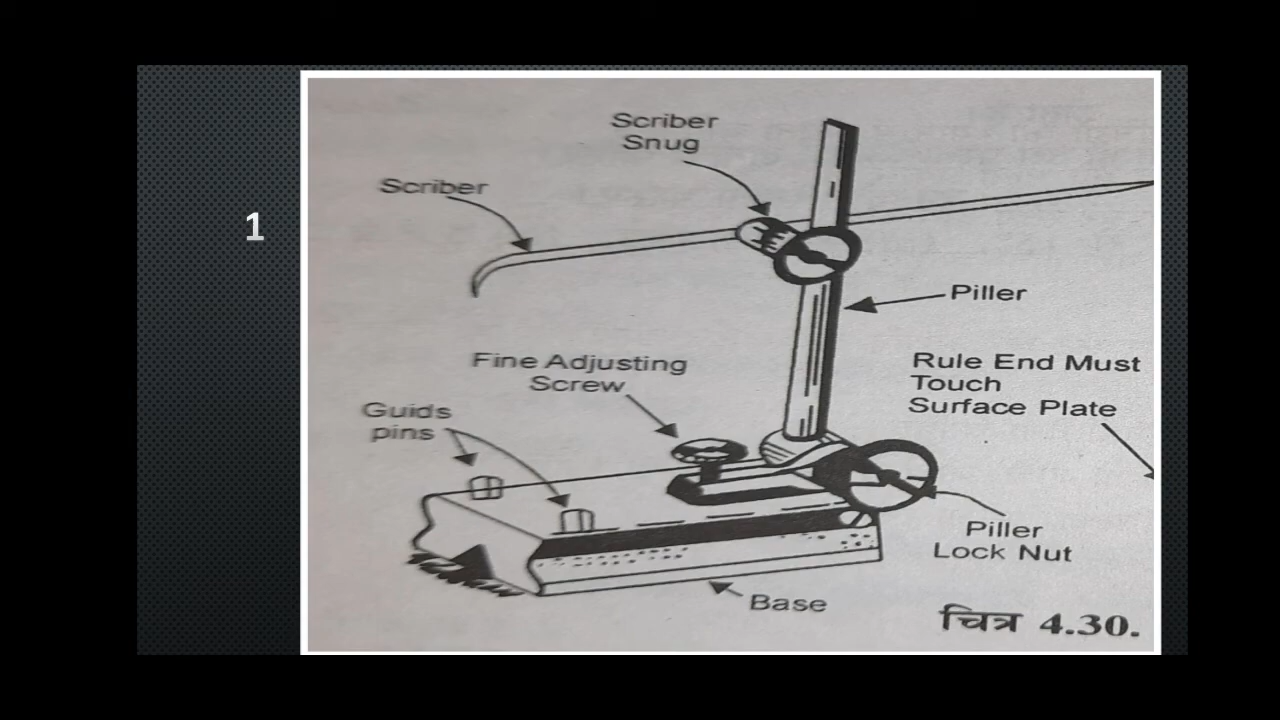 1
Scriber
Snug
Scriber
Piller
Fine Adjusting
Screw
Rule End Must
Touch
Surface Plate
Guids
pins
Piller
Lock Nut
Base
चित्र 4.30.